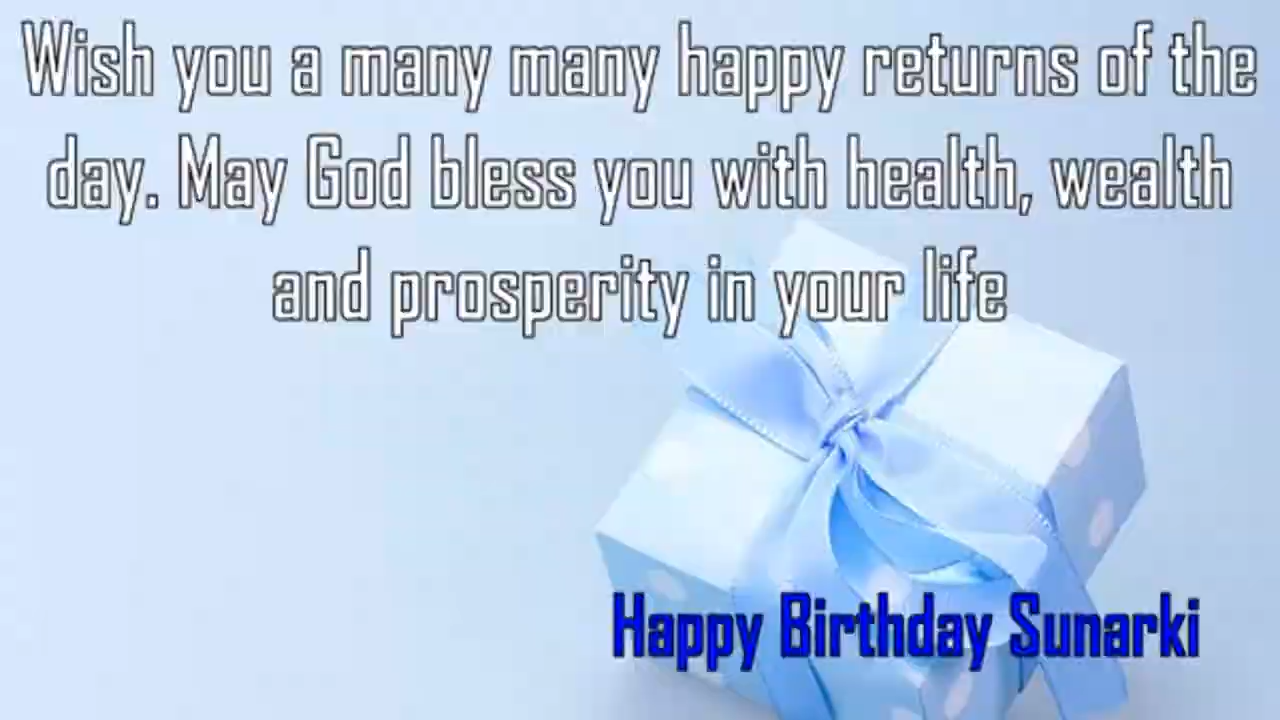 Wish you a many many happy returns of the
day. May God bless you with health, wealth
and prosperity in your life
Happy Birthday Sunarki